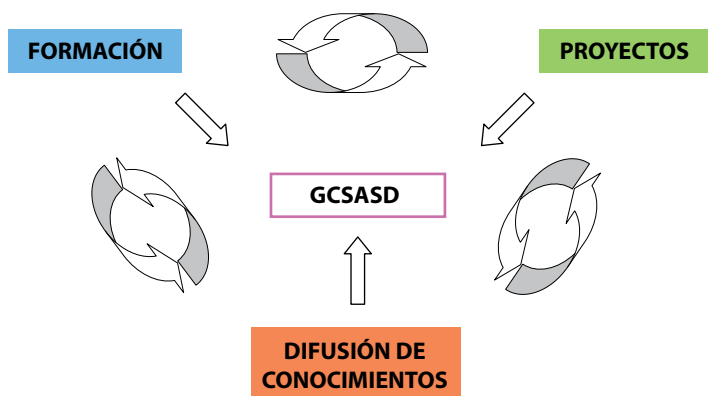 FORMACIÓN
PROYECTOS
GCSASD
DIFUSIÓN DE
CONOCIMIENTOS